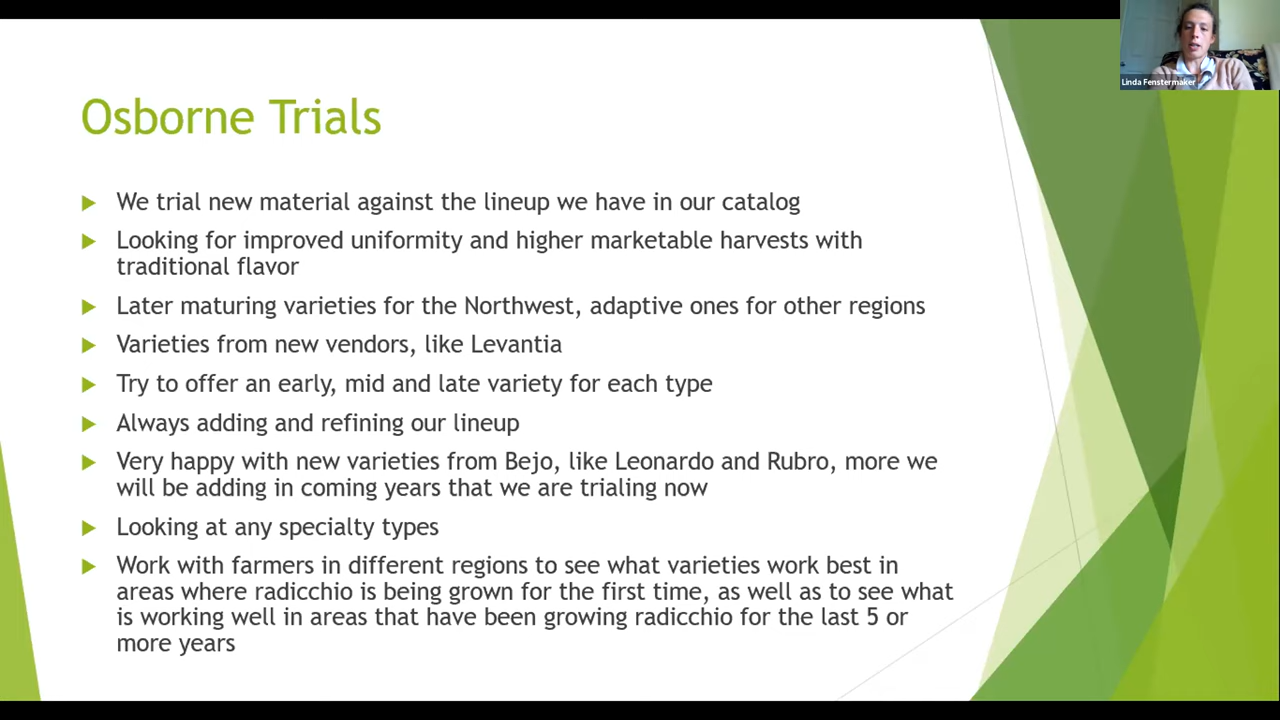 Linda Fenstermaker
Osborne Trials
We trial new material against the lineup we have in our catalog
Looking for improved uniformity and higher marketable harvests with
traditional flavor
Later maturing varieties for the Northwest, adaptive ones for other regions
Varieties from new vendors, like Levantia
Try to offer an early, mid and late variety for each type
Always adding and refining our lineup
Very happy with new varieties from Bejo, like Leonardo and Rubro, more we
will be adding in coming years that we are trialing now
Looking at any specialty types
Work with farmers in different regions to see what varieties work best in
areas where radicchio is being grown for the first time, as well as to see what
is working well in areas that have been growing radicchio for the last 5 or
more years